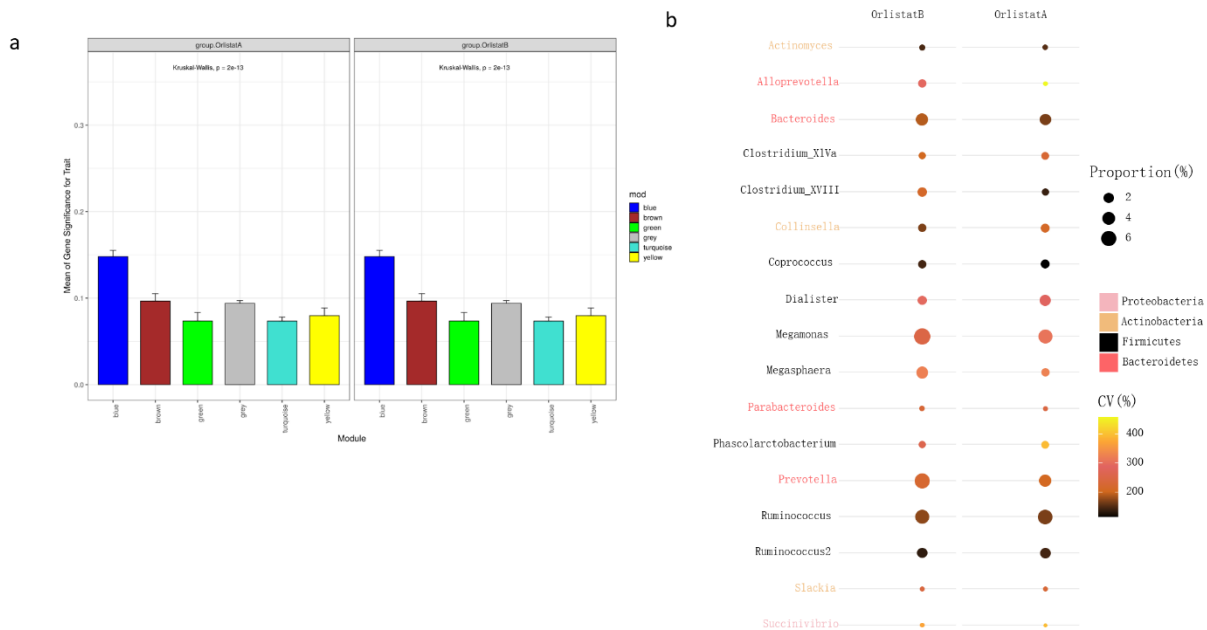 a
group.OrlistatA
group.OrlistatB
Kruskal-Wallis, p = 2e-13
Kruskal-Wallis, p = 2e-13
Mean of Gene Significance for Trait
0.3
0.2
0.1
0.0
blue
brown
green
grey
turquoise
yellow
blue
brown
green
grey
turquoise
yellow
Module
mod
blue
brown
green
grey
turquoise
yellow
b
OrlistatB
OrlistatA
Actinomyces
Alloprevotella
Bacteroides
Clostridium_XlVa
Clostridium_XVIII
Collinsella
Coprococcus
Dialister
Megamonas
Megasphaera
Parabacteroides
Phascolarctobacterium
Prevotella
Ruminococcus
Ruminococcus2
Slackia
Succinivibrio
Proportion(%)
2
4
6
Proteobacteria
Actinobacteria
Firmicutes
Bacteroidetes
CV(%)
400
300
200